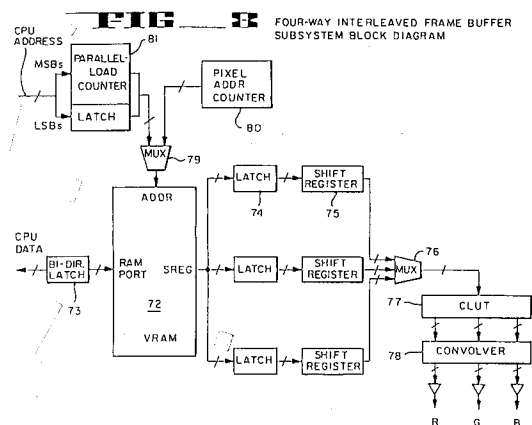 FIG 8
FOUR-WAY INTERLEAVED FRAME BUFFER
SUBSYSTEM BLOCK DIAGRAM
CPU
ADDRESS
MSBs
LSBs
81
PARALLEL-
LOAD
COUNTER
LATCH
PIXEL
ADDR
COUNTER
80
MUX
79
ADDR
LATCH
74
SHIFT
REGISTER
75
CPU
DATA
BI-DIR.
LATCH
73
RAM
PORT
SREG
72
VRAM
LATCH
SHIFT
REGISTER
76
MUX
77
CLUT
78
CONVOLVER
LATCH
SHIFT
REGISTER
R
G
B